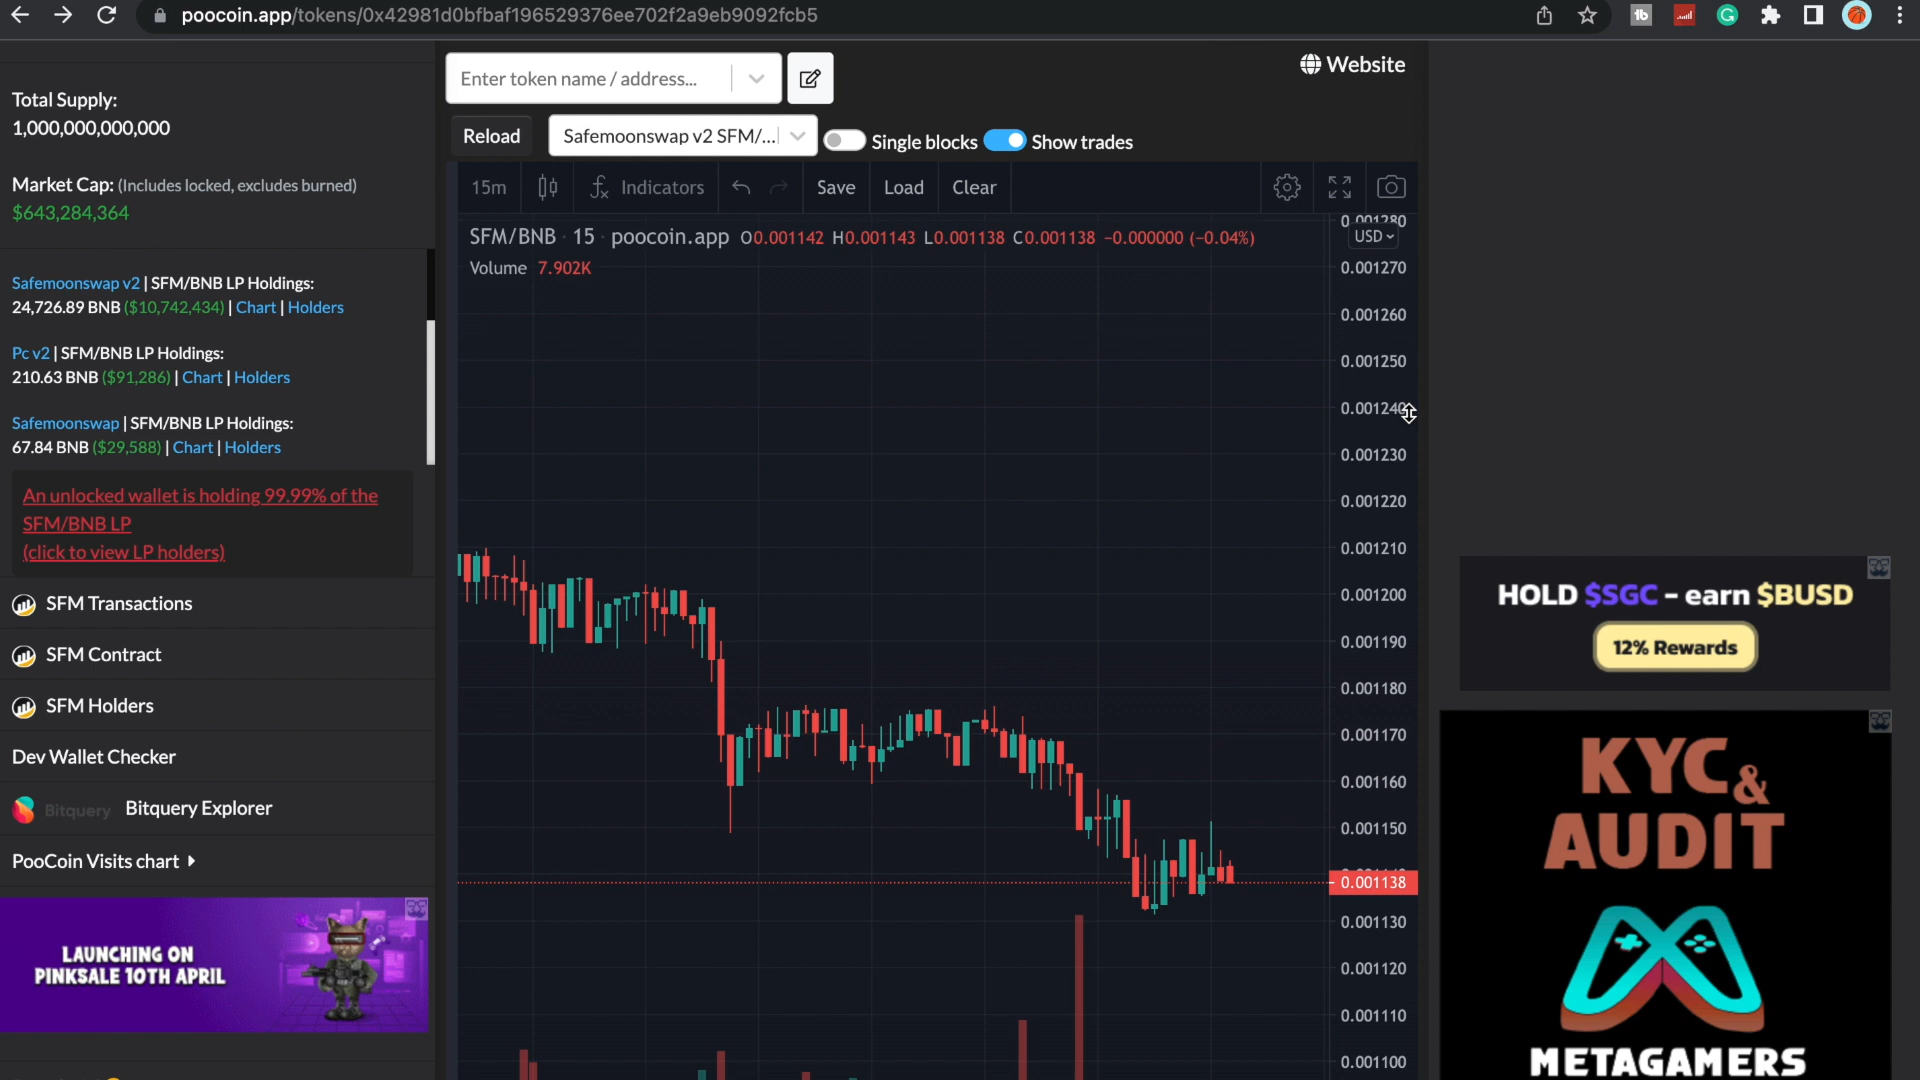 poocoin.app/tokens/0x42981d0bfbaf196529376ee702f2a9eb9092fcb5
Total Supply:
1,000,000,000,000
Market Cap: (Includes locked, excludes burned)
$643,284,364
Safemoonswap v2 | SFM/BNB LP Holdings:
24,726.89 BNB ($10,742,434) | Chart | Holders
Pc v2 | SFM/BNB LP Holdings:
210.63 BNB ($91,286) | Chart | Holders
Safemoonswap | SFM/BNB LP Holdings:
67.84 BNB ($29,588) | Chart | Holders
An unlocked wallet is holding 99.99% of the
SFM/BNB LP
(click to view LP holders)
SFM Transactions
SFM Contract
SFM Holders
Dev Wallet Checker
Bitquery Bitquery Explorer
PooCoin Visits chart
LAUNCHING ON
PINKSALE 10TH APRIL
Enter token name / address...
Website
Reload Safemoonswap v2 SFM/... Single blocks Show trades
15m Indicators Save Load Clear
SFM/BNB · 15 · poocoin.app O0.001142 H0.001143 L0.001138 C0.001138 −0.000000 (−0.04%)
Volume 7.902K
0.001280
USD
0.001270
0.001260
0.001250
0.001240
0.001230
0.001220
0.001210
0.001200
0.001190
0.001180
0.001170
0.001160
0.001150
0.001138
0.001130
0.001120
0.001110
0.001100
HOLD $SGC - earn $BUSD
12% Rewards
KYC &
AUDIT
METAGAMERS